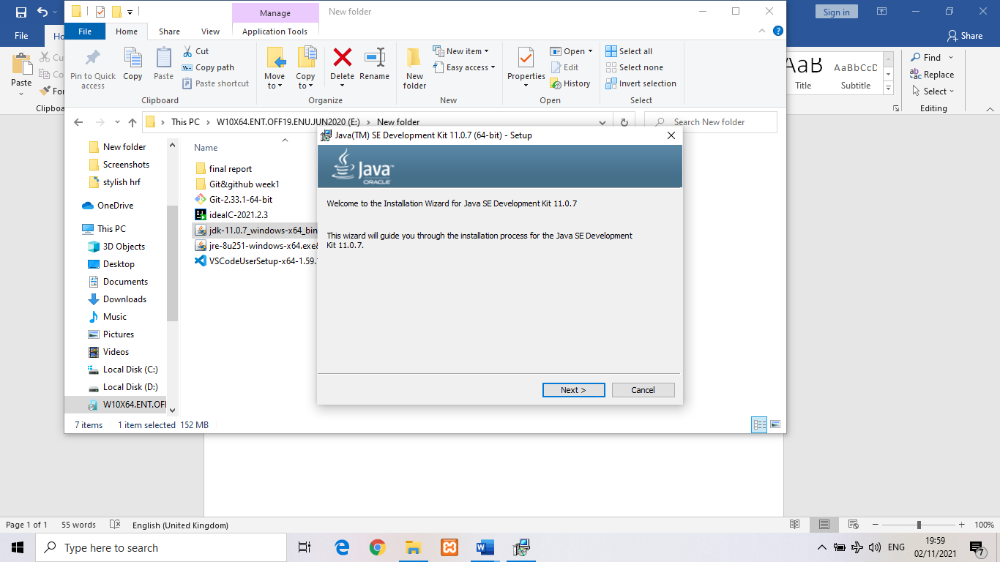 Manage
New folder
Sign in
File
Ho
File
Home
Share
View
Application Tools
Share
Paste
Cu
Co
For
Clipboa
Pin to Quick access
Copy
Paste
Cut
Copy path
Paste shortcut
Clipboard
Move to
Copy to
Delete
Rename
Organize
New folder
New item
Easy access
New
Properties
Open
Edit
History
Open
Select all
Select none
Invert selection
Select
AaB
Title
AaBbCcD
Subtitle
Find
Replace
Select
Editing
This PC
W10X64.ENT.OFF19.ENU.JUN2020 (E:)
New folder
Search New folder
New folder
Screenshots
stylish hrf
OneDrive
This PC
3D Objects
Desktop
Documents
Downloads
Music
Pictures
Videos
Local Disk (C:)
Local Disk (D:)
W10X64.ENT.OFF
Name
final report
Git&github week1
Git-2.33.1-64-bit
ideaIC-2021.2.3
jdk-11.0.7_windows-x64_bin
jre-8u251-windows-x64.exe
VSCodeUserSetup-x64-1.59.
Java(TM) SE Development Kit 11.0.7 (64-bit) - Setup
Java™
ORACLE
Welcome to the Installation Wizard for Java SE Development Kit 11.0.7
This wizard will guide you through the installation process for the Java SE Development
Kit 11.0.7.
Next >
Cancel
7 items
1 item selected 152 MB
Page 1 of 1
55 words
English (United Kingdom)
100%
Type here to search
ENG
19:59
02/11/2021
7